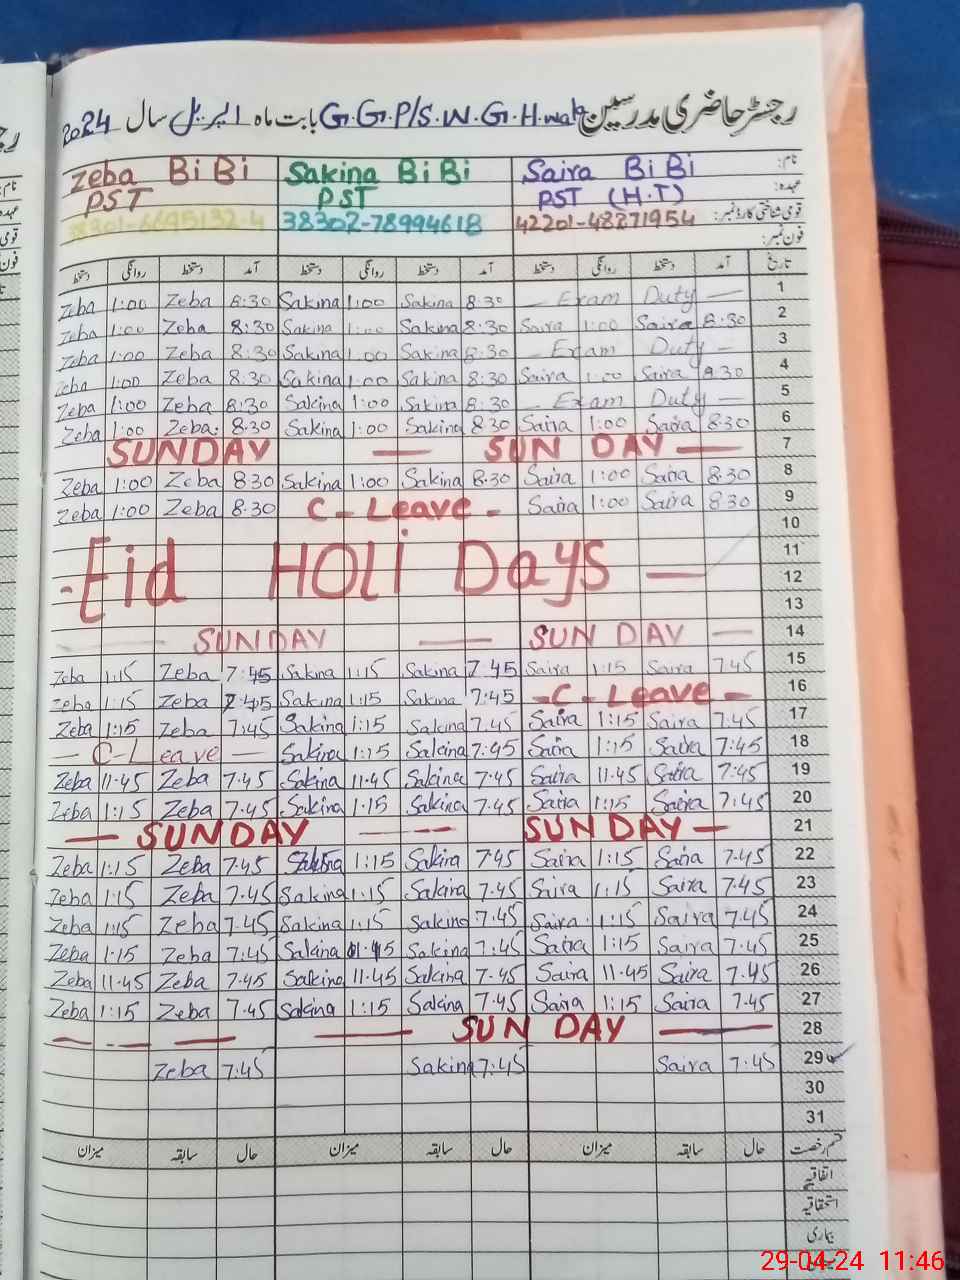 رجسٹر حاضری مدرسین G.G.P/S.W.G.H.wala بابت ماہ اپریل سال 2024
Zeba BiBi Sakina BiBi Saira BiBi نام:
PST PST PST (H.T) عہدہ:
38301-6695132-4 38302-78994618 42201-48871954 قومی شناختی کارڈ نمبر:
فون نمبر:
دستخط روانگی دستخط آمد دستخط روانگی دستخط آمد دستخط روانگی دستخط آمد تاریخ
Zeba 1:00 Zeba 8:30 Sakina 1:00 Sakina 8:30 — Exam Duty — 1
Zeba 1:00 Zeba 8:30 Sakina 1:00 Sakina 8:30 Saira 1:00 Saira 8:30 2
Zeba 1:00 Zeba 8:30 Sakina 1:00 Sakina 8:30 — Exam Duty — 3
Zeba 1:00 Zeba 8:30 Sakina 1:00 Sakina 8:30 Saira 1:00 Saira 8:30 4
Zeba 1:00 Zeba 8:30 Sakina 1:00 Sakina 8:30 — Exam Duty — 5
Zeba 1:00 Zeba 8:30 Sakina 1:00 Sakina 8:30 Saira 1:00 Saira 8:30 6
SUNDAY — SUN DAY — 7
Zeba 1:00 Zeba 8:30 Sakina 1:00 Sakina 8:30 Saira 1:00 Saira 8:30 8
Zeba 1:00 Zeba 8:30 C - Leave - Saira 1:00 Saira 8:30 9
10
11
- Eid HOLi Days — 12
13
— SUNDAY — SUN DAY — 14
Zeba 1:15 Zeba 7:45 Sakina 1:15 Sakina 7:45 Saira 1:15 Saira 7:45 15
Zeba 1:15 Zeba 7:45 Sakina 1:15 Sakina 7:45 - C - Leave - 16
Zeba 1:15 Zeba 7:45 Sakina 1:15 Sakina 7:45 Saira 1:15 Saira 7:45 17
— C-Leave — Sakina 1:15 Sakina 7:45 Saira 1:15 Saira 7:45 18
Zeba 11:45 Zeba 7:45 Sakina 11:45 Sakina 7:45 Saira 11:45 Saira 7:45 19
Zeba 1:15 Zeba 7:45 Sakina 1:15 Sakina 7:45 Saira 1:15 Saira 7:45 20
— SUNDAY — — SUN DAY — 21
Zeba 1:15 Zeba 7:45 Sakina 1:15 Sakina 7:45 Saira 1:15 Saira 7:45 22
Zeba 1:15 Zeba 7:45 Sakina 1:15 Sakina 7:45 Saira 1:15 Saira 7:45 23
Zeba 1:15 Zeba 7:45 Sakina 1:15 Sakina 7:45 Saira 1:15 Saira 7:45 24
Zeba 1:15 Zeba 7:45 Sakina Sakina 7:45 Saira 1:15 Saira 7:45 25
Zeba 11:45 Zeba 7:45 Sakina 11:45 Sakina 7:45 Saira 11:45 Saira 7:45 26
Zeba 1:15 Zeba 7:45 Sakina 1:15 Sakina 7:45 Saira 1:15 Saira 7:45 27
— — — — SUN DAY — 28
Zeba 7:45 Sakina 7:45 Saira 7:45 29
30
31
میزان سابقہ حال میزان سابقہ حال میزان سابقہ حال قسم رخصت
اتفاقیہ
استحقاقیہ
بیماری
29-04-24 11:46